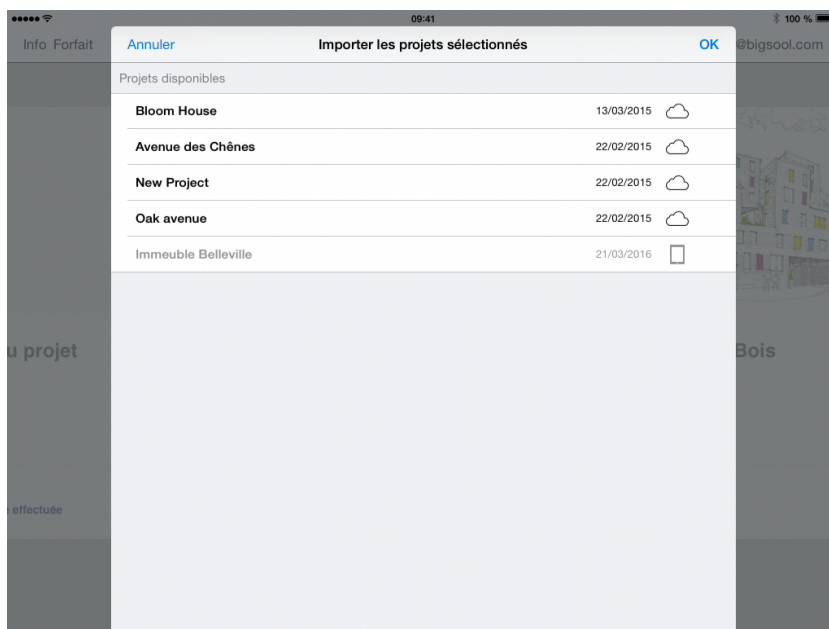 09:41
100 %
Info Forfait
Annuler
Importer les projets sélectionnés
OK
@bigsool.com
Projets disponibles
Bloom House 13/03/2015
Avenue des Chênes 22/02/2015
New Project 22/02/2015
Oak avenue 22/02/2015
Immeuble Belleville 21/03/2016
u projet
Bois
effectuée